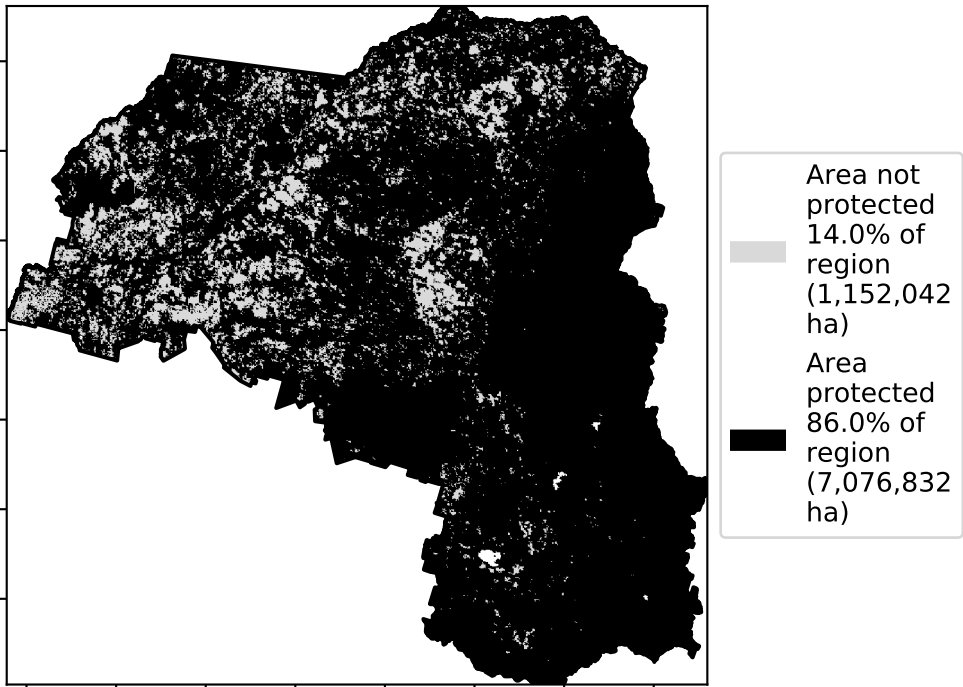 Area not
protected
14.0% of
region
(1,152,042
ha)
Area
protected
86.0% of
region
(7,076,832
ha)